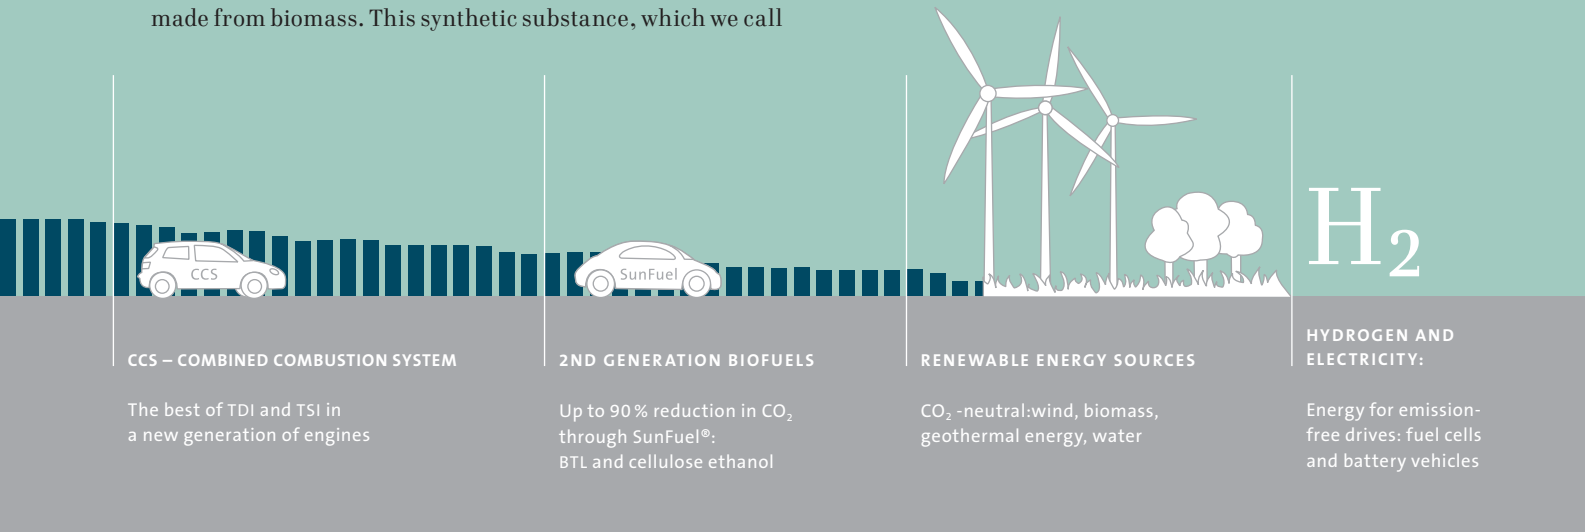 made from biomass. This synthetic substance, which we call
CCS
SunFuel
H₂
CCS – COMBINED COMBUSTION SYSTEM
The best of TDI and TSI in
a new generation of engines
2ND GENERATION BIOFUELS
Up to 90 % reduction in CO₂
through SunFuel®:
BTL and cellulose ethanol
RENEWABLE ENERGY SOURCES
CO₂ -neutral:wind, biomass,
geothermal energy, water
HYDROGEN AND
ELECTRICITY:
Energy for emission-
free drives: fuel cells
and battery vehicles